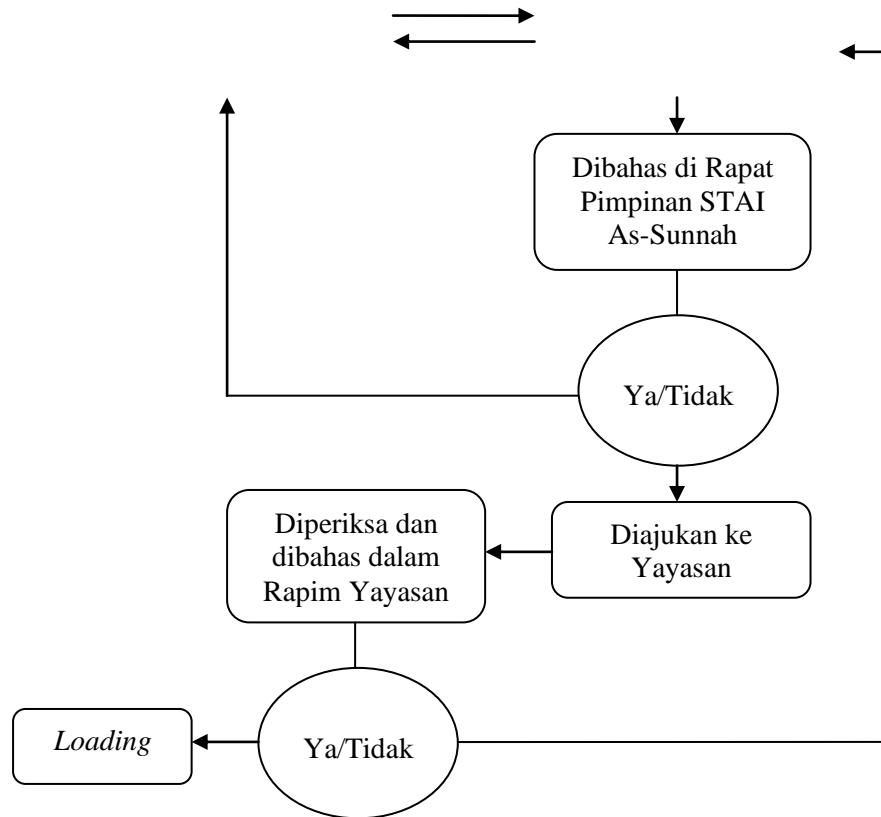 Dibahas di Rapat
Pimpinan STAI
As-Sunnah
Ya/Tidak
Diajukan ke
Yayasan
Diperiksa dan
dibahas dalam
Rapim Yayasan
Ya/Tidak
Loading